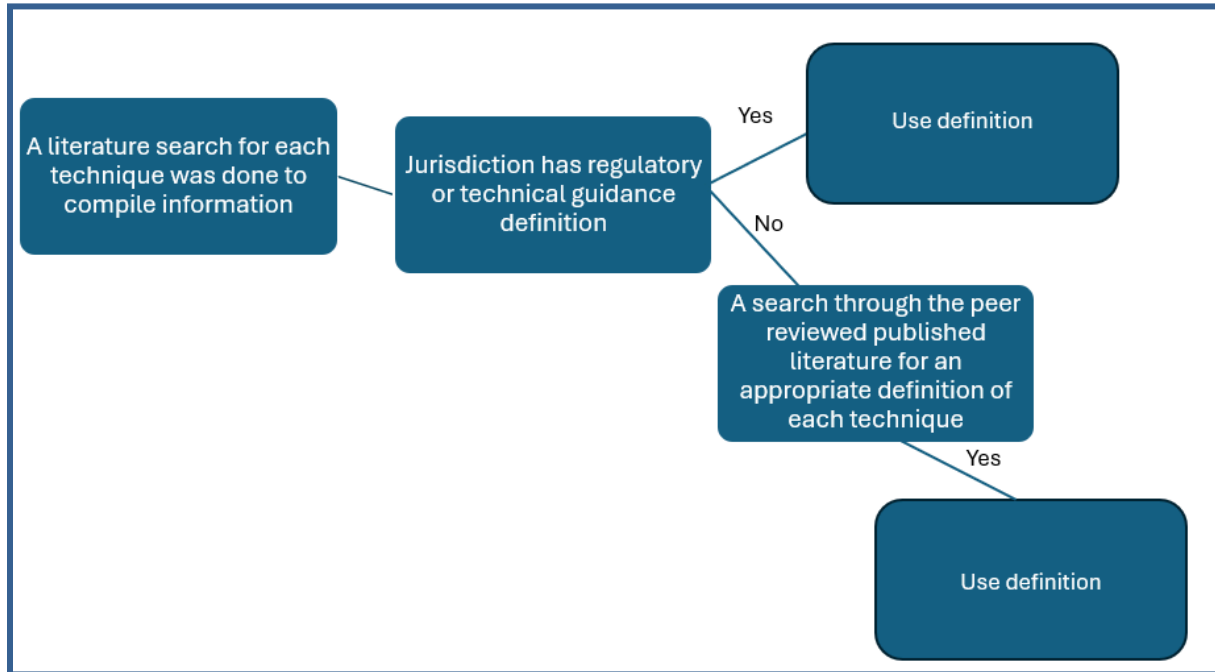 A literature search for each
technique was done to
compile information
Jurisdiction has regulatory
or technical guidance
definition
Yes
Use definition
No
A search through the peer
reviewed published
literature for an
appropriate definition of
each technique
Yes
Use definition